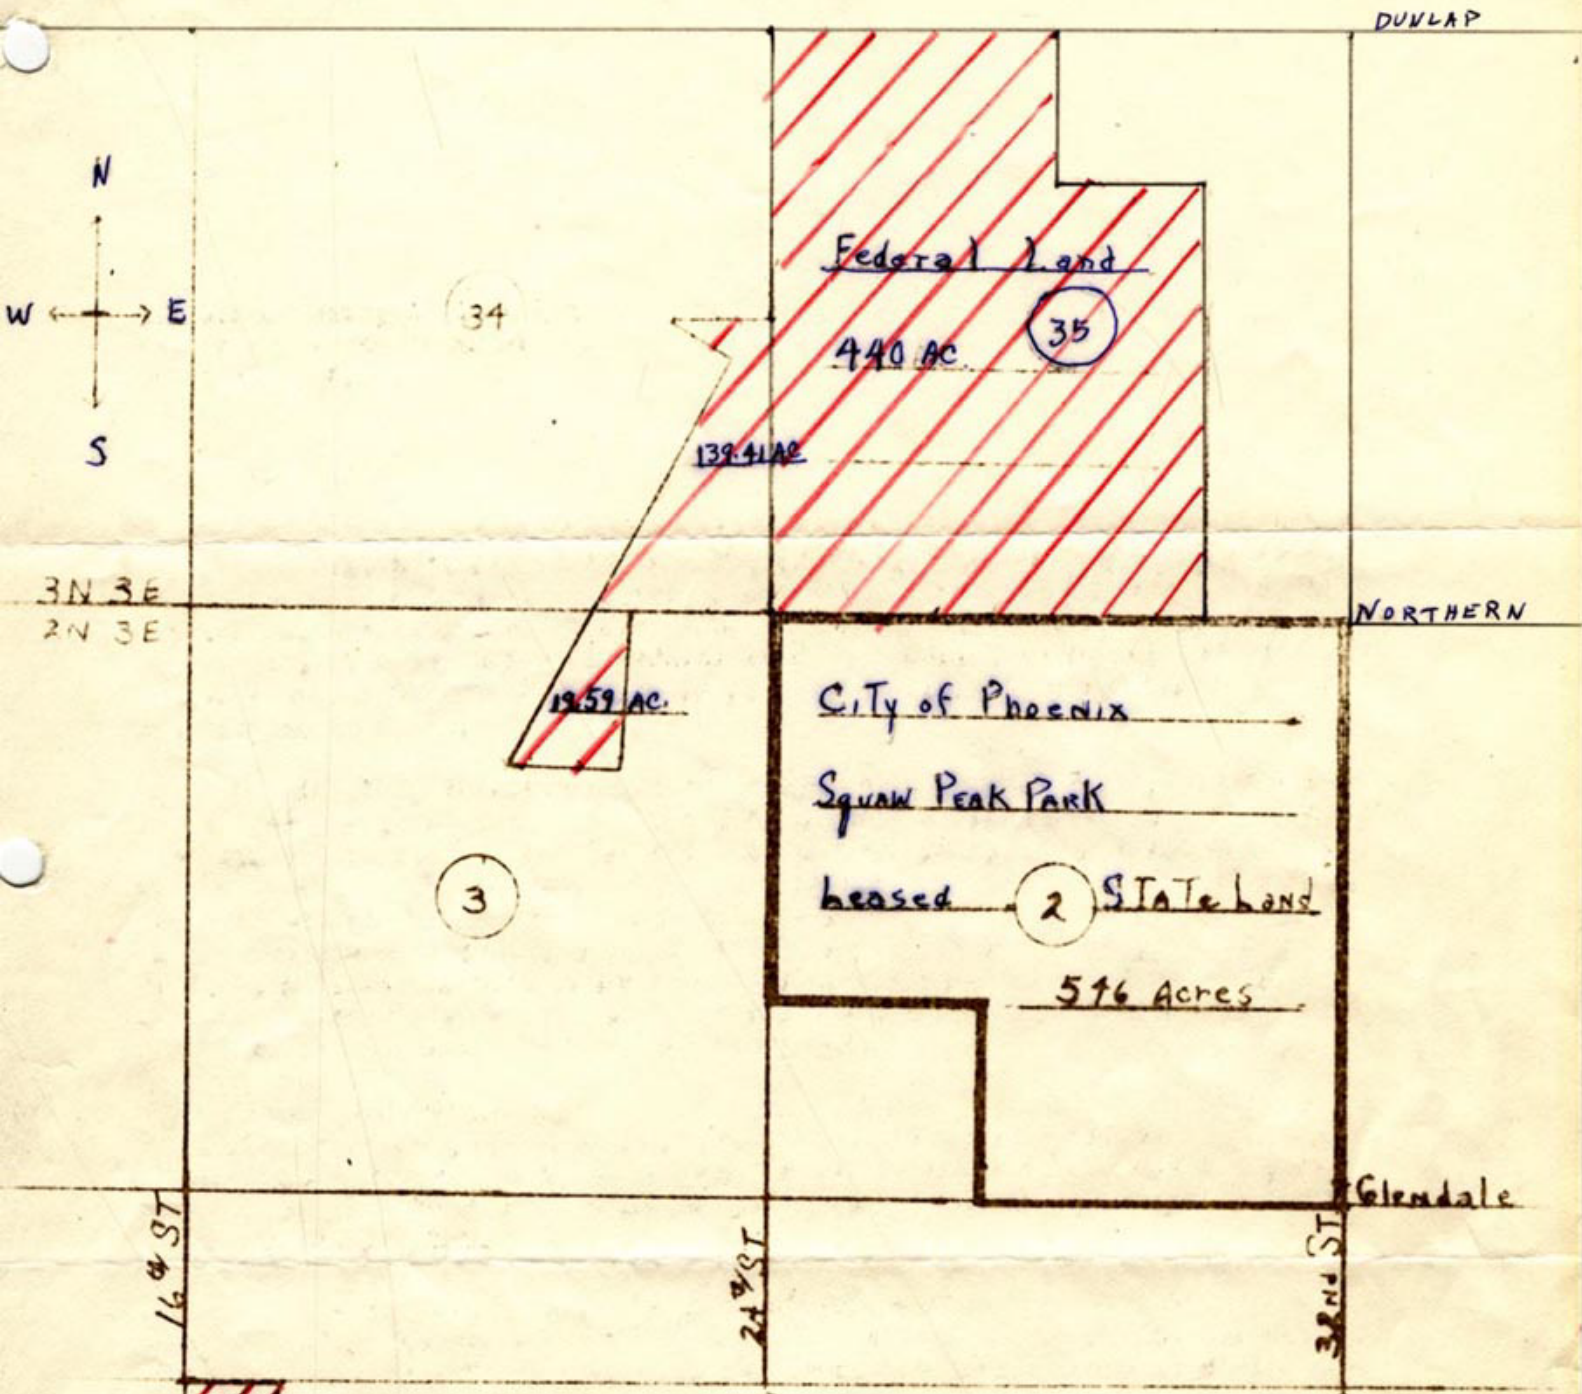 DUNLAP
N
W E
S
34
Federal Land
35
440 AC.
139.41 AC
3N 3E
2N 3E
NORTHERN
19.59 AC.
CiTy of Phoenix
Squaw Peak Park
Leased 2 STATe Land
3
546 Acres
Glendale
16th ST
24th ST
32nd ST